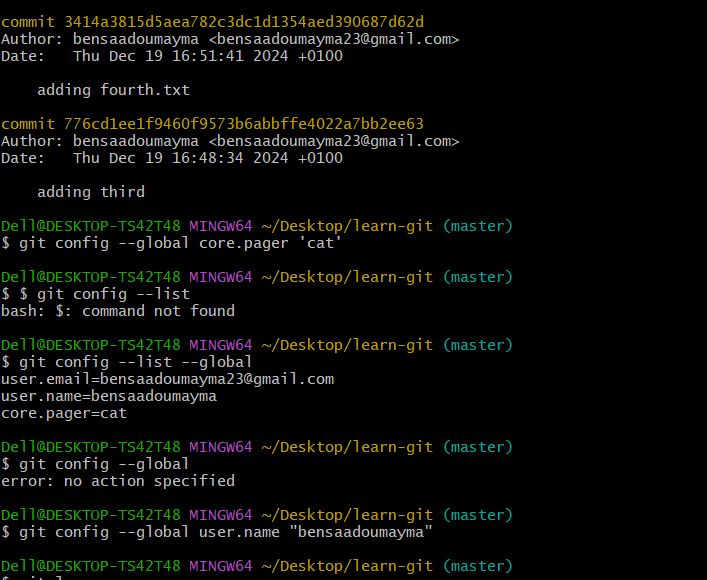 commit 3414a3815d5aea782c3dc1d1354aed390687d62d
Author: bensaadoumayma <bensaadoumayma23@gmail.com>
Date:   Thu Dec 19 16:51:41 2024 +0100
    adding fourth.txt
commit 776cd1ee1f9460f9573b6abbffe4022a7bb2ee63
Author: bensaadoumayma <bensaadoumayma23@gmail.com>
Date:   Thu Dec 19 16:48:34 2024 +0100
    adding third
Dell@DESKTOP-TS42T48 MINGW64 ~/Desktop/learn-git (master)
$ git config --global core.pager 'cat'
Dell@DESKTOP-TS42T48 MINGW64 ~/Desktop/learn-git (master)
$ $ git config --list
bash: $: command not found
Dell@DESKTOP-TS42T48 MINGW64 ~/Desktop/learn-git (master)
$ git config --list --global
user.email=bensaadoumayma23@gmail.com
user.name=bensaadoumayma
core.pager=cat
Dell@DESKTOP-TS42T48 MINGW64 ~/Desktop/learn-git (master)
$ git config --global
error: no action specified
Dell@DESKTOP-TS42T48 MINGW64 ~/Desktop/learn-git (master)
$ git config --global user.name "bensaadoumayma"
Dell@DESKTOP-TS42T48 MINGW64 ~/Desktop/learn-git (master)